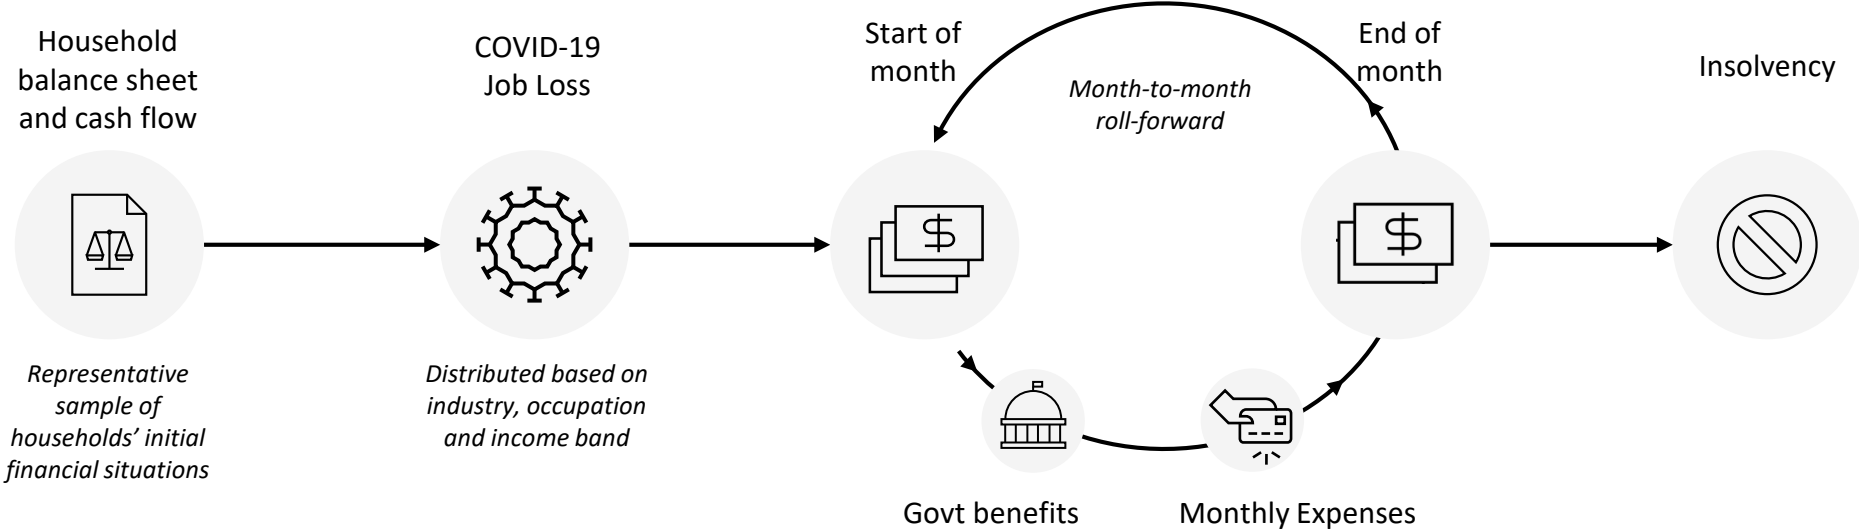 Household
balance sheet
and cash flow
COVID-19
Job Loss
Start of
month
Month-to-month
roll-forward
End of
month
Insolvency
$
$
Representative
sample of
households’ initial
financial situations
Distributed based on
industry, occupation
and income band
Govt benefits
Monthly Expenses